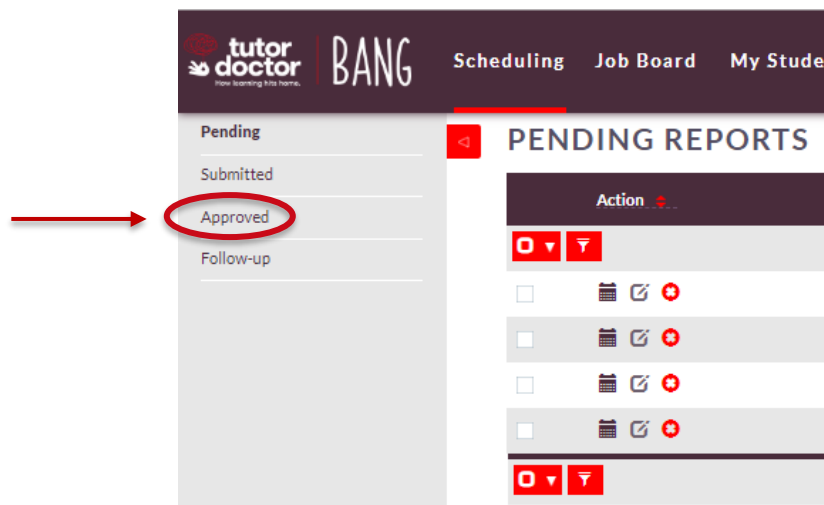 tutor
doctor
How learning hits home.
BANG
Scheduling Job Board My Stude
Pending
Submitted
Approved
Follow-up
PENDING REPORTS
Action